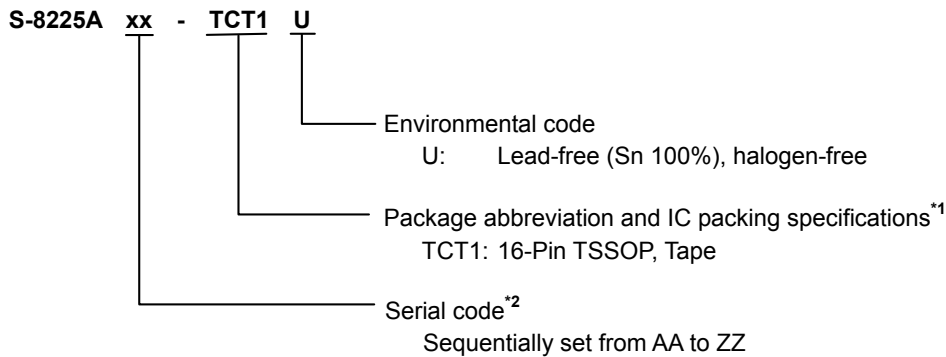 S-8225A xx - TCT1 U
Environmental code
U: Lead-free (Sn 100%), halogen-free
Package abbreviation and IC packing specifications*1
TCT1: 16-Pin TSSOP, Tape
Serial code*2
Sequentially set from AA to ZZ